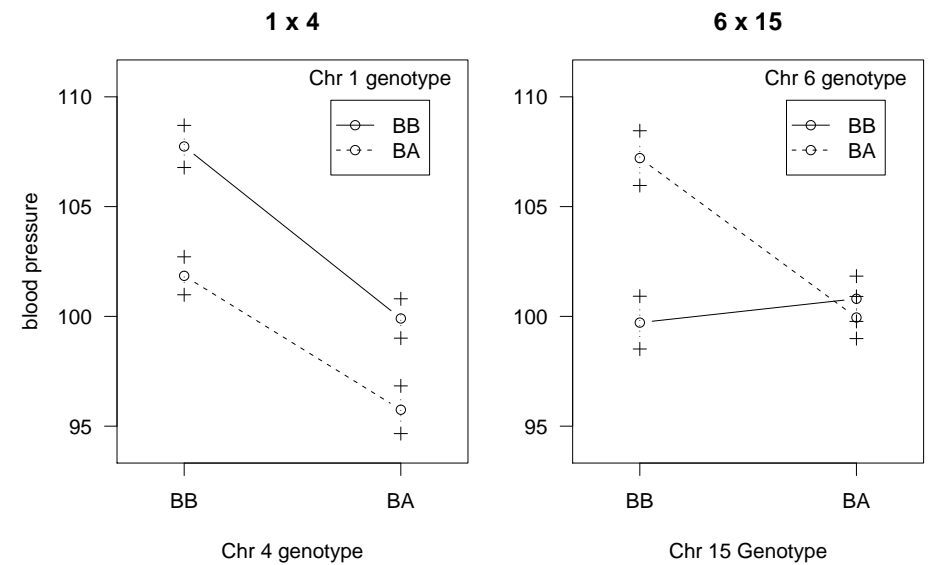 1 x 4
Chr 1 genotype
BB
BA
110
105
100
95
blood pressure
BB
BA
Chr 4 genotype
6 x 15
Chr 6 genotype
BB
BA
110
105
100
95
BB
BA
Chr 15 Genotype